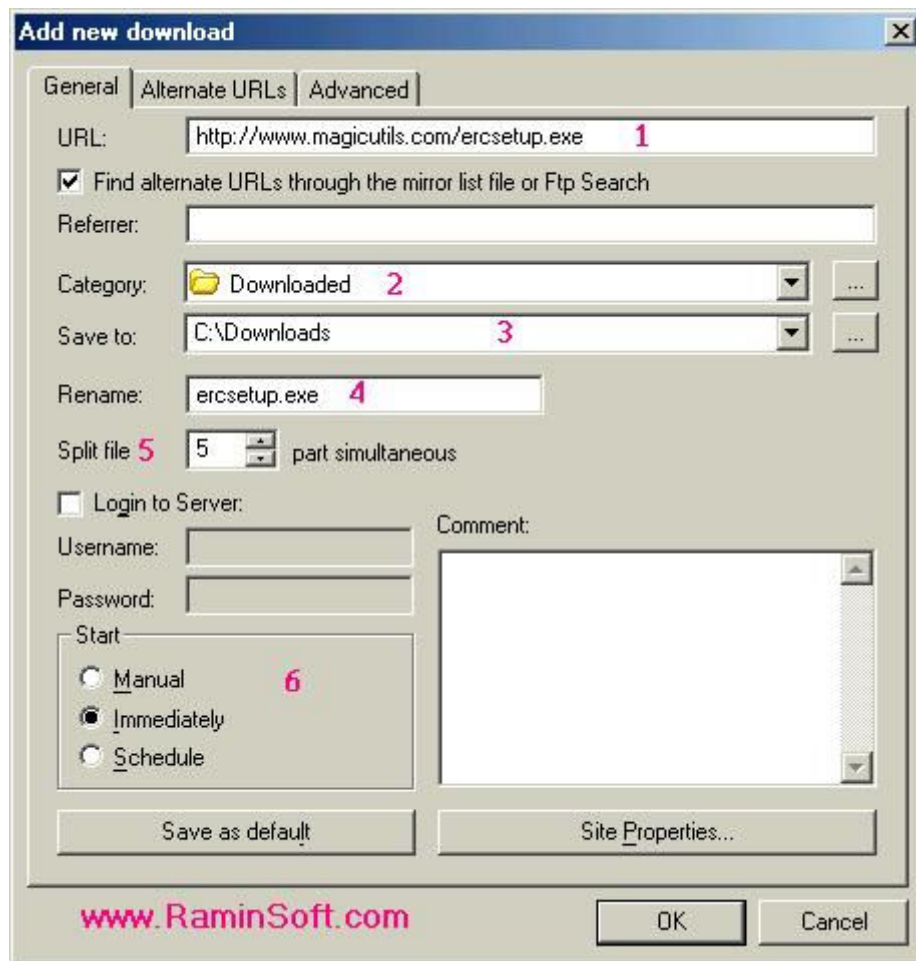 Add new download
General Alternate URLs Advanced
URL: http://www.magicutils.com/ercsetup.exe 1
Find alternate URLs through the mirror list file or Ftp Search
Referrer:
Category: Downloaded 2 ...
Save to: C:\Downloads 3 ...
Rename: ercsetup.exe 4
Split file 5 5 part simultaneous
Login to Server:
Comment:
Username:
Password:
Start
Manual 6
Immediately
Schedule
Save as default Site Properties...
www.RaminSoft.com OK Cancel